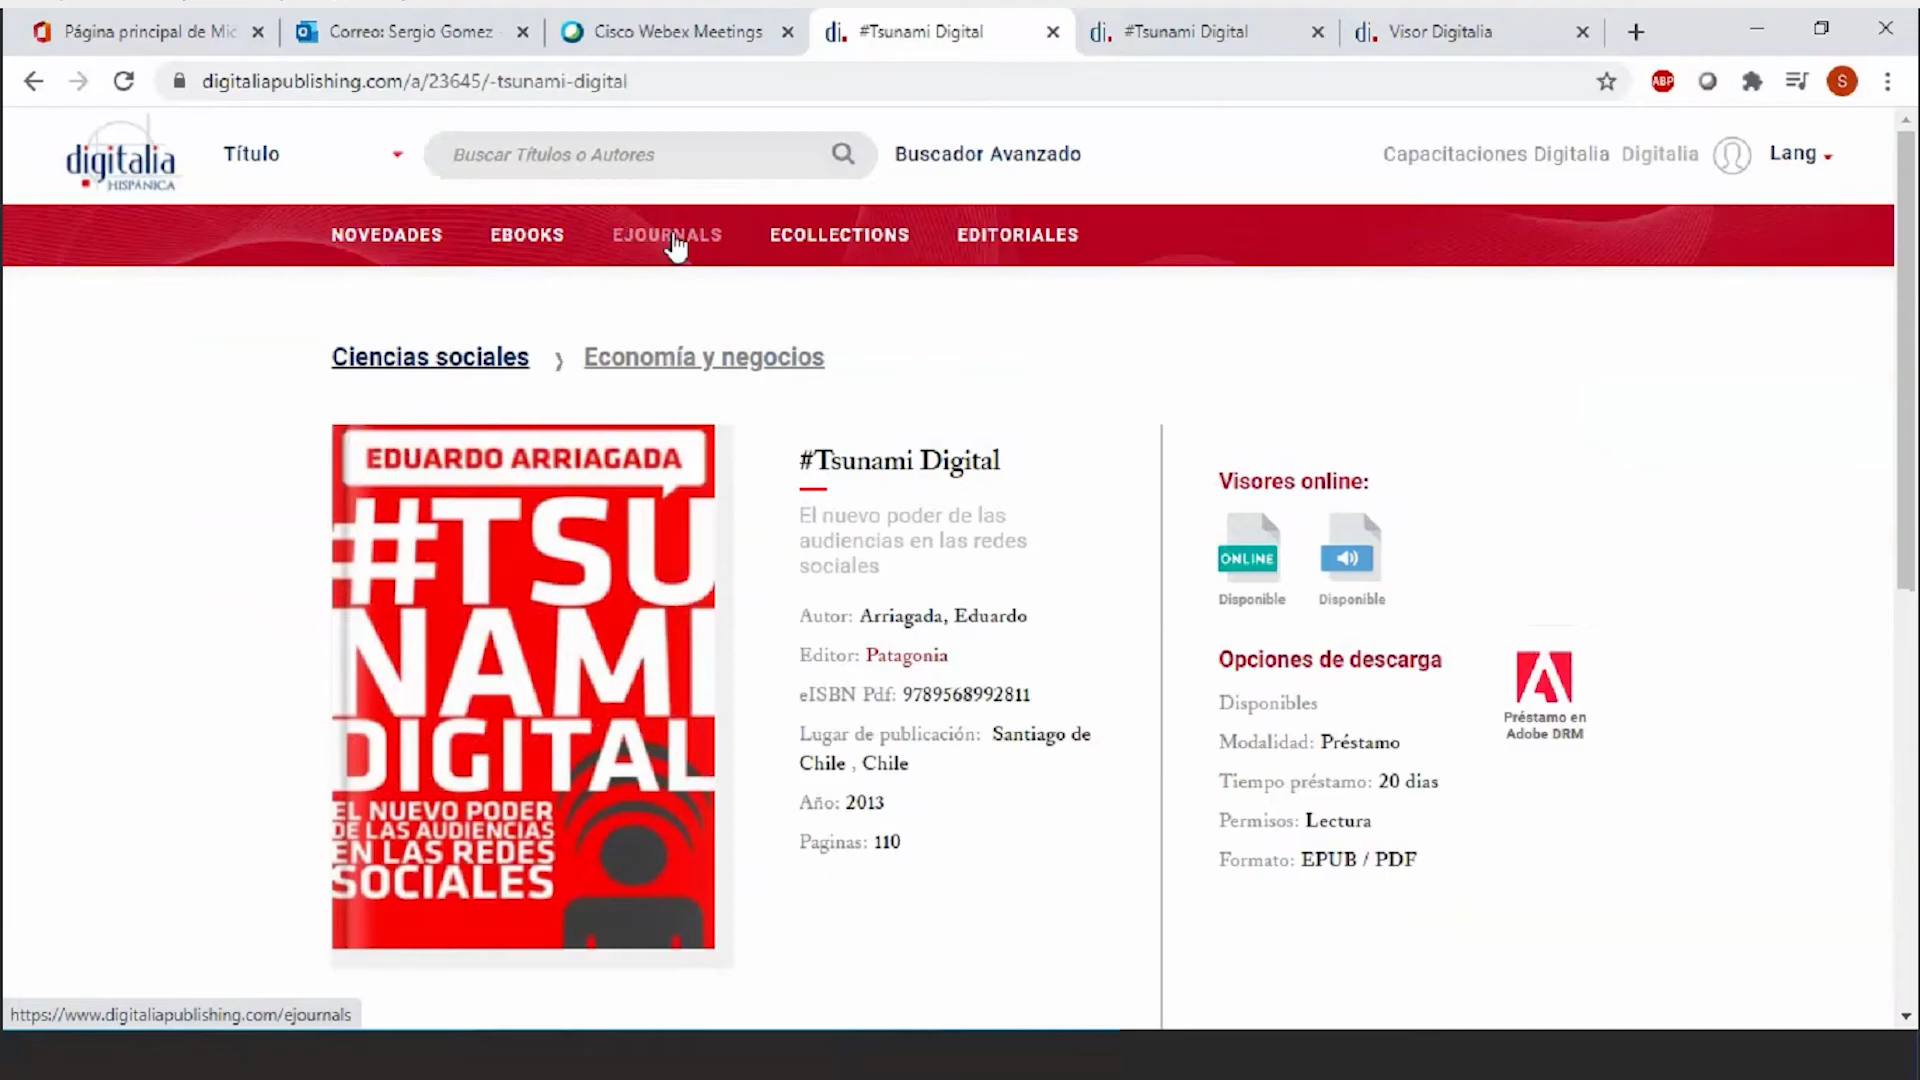 Página principal de Mic
Correo: Sergio Gomez
Cisco Webex Meetings
di. #Tsunami Digital
di. #Tsunami Digital
di. Visor Digitalia
digitaliapublishing.com/a/23645/-tsunami-digital
ABP
S
digitalia
HISPÁNICA
Título
Buscar Títulos o Autores
Buscador Avanzado
Capacitaciones Digitalia Digitalia
Lang
NOVEDADES
EBOOKS
EJOURNALS
ECOLLECTIONS
EDITORIALES
Ciencias sociales
Economía y negocios
EDUARDO ARRIAGADA
#TSU
NAMI
DIGITAL
EL NUEVO PODER
DE LAS AUDIENCIAS
EN LAS REDES
SOCIALES
#Tsunami Digital
El nuevo poder de las
audiencias en las redes
sociales
Autor: Arriagada, Eduardo
Editor: Patagonia
eISBN Pdf: 9789568992811
Lugar de publicación: Santiago de
Chile , Chile
Año: 2013
Paginas: 110
Visores online:
ONLINE
Disponible
Disponible
Opciones de descarga
Disponibles
Modalidad: Préstamo
Tiempo préstamo: 20 dias
Permisos: Lectura
Formato: EPUB / PDF
Préstamo en
Adobe DRM
https://www.digitaliapublishing.com/ejournals